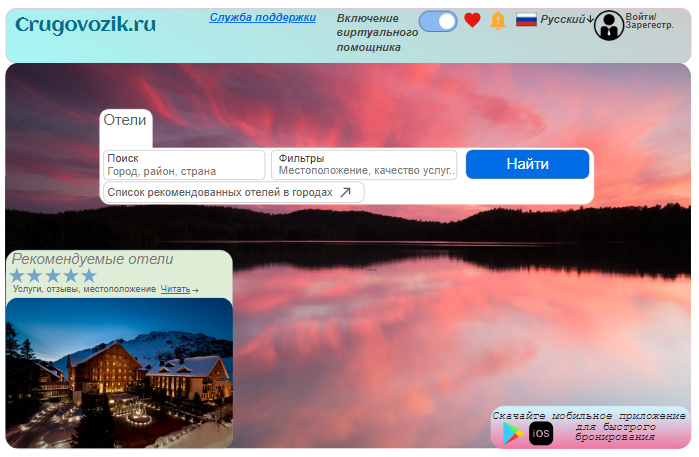 Crugovozik.ru
Служба поддержки
Включение
виртуального
помощника
Русский
Войти/
Зарегестр.
Отели
Поиск
Город, район, страна
Фильтры
Местоположение, качество услуг..
Найти
Список рекомендованных отелей в городах
Рекомендуемые отели
Услуги, отзывы, местоположение Читать→
Скачайте мобильное приложение
для быстрого
бронирования
iOS